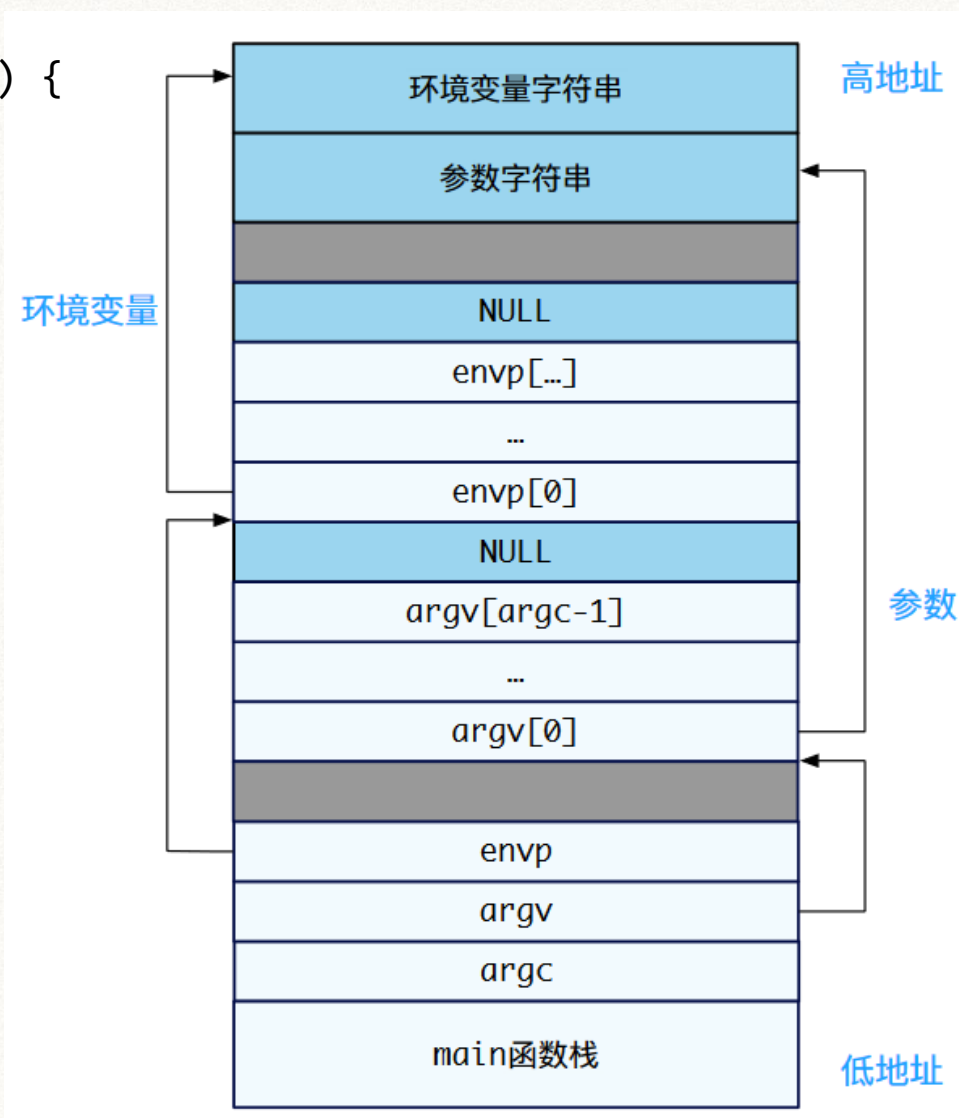 ) {
高地址
环境变量字符串
参数字符串
环境变量
NULL
envp[…]
…
envp[0]
NULL
argv[argc-1]
参数
…
argv[0]
envp
argv
argc
main函数栈
低地址